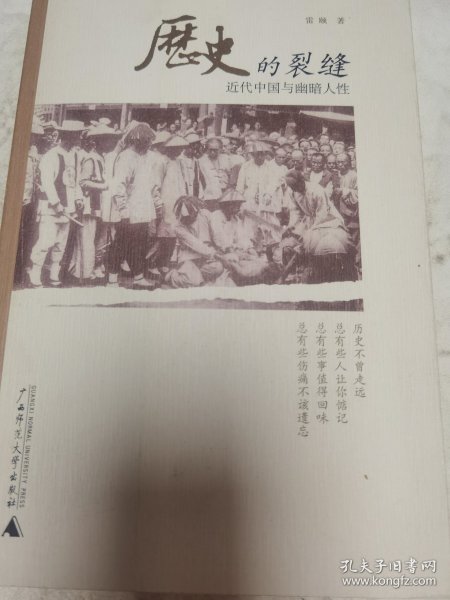 雷颐 著
歷史的裂缝
近代中国与幽暗人性
历史不曾走远
总有些人让你惦记
总有些事值得回味
总有些伤痛不该遗忘
GUANGXI NORMAL UNIVERSITY PRESS
广西师范大学出版社
孔夫子旧书网
www.kongfz.com